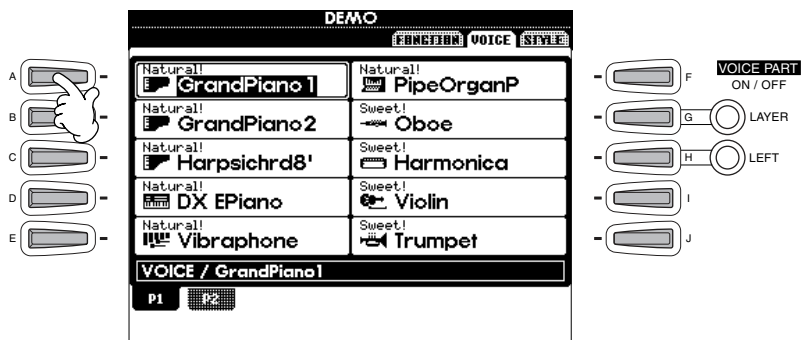 DEMO
FUNCTION VOICE STYLE
A
Natural!
GrandPiano1
Natural!
PipeOrganP
F
VOICE PART
ON / OFF
B
Natural!
GrandPiano2
Sweet!
Oboe
G
LAYER
C
Natural!
Harpsichrd8'
Sweet!
Harmonica
H
LEFT
D
Natural!
DX EPiano
Sweet!
Violin
I
E
Natural!
Vibraphone
Sweet!
Trumpet
J
VOICE / GrandPiano1
P1 P2